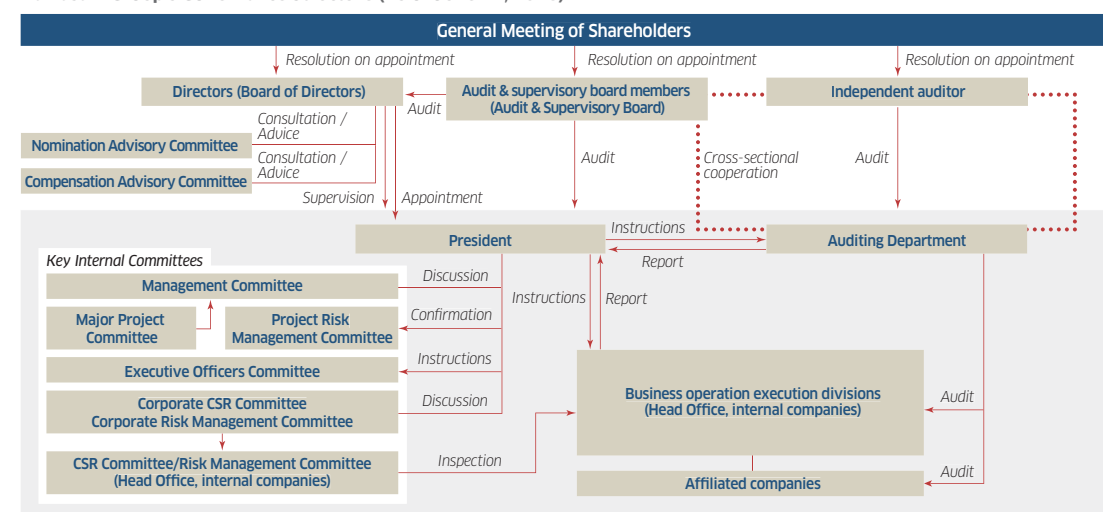 General Meeting of Shareholders
Resolution on appointment
Resolution on appointment
Resolution on appointment
Directors (Board of Directors)
Audit
Audit & supervisory board members
(Audit & Supervisory Board)
Independent auditor
Consultation /
Advice
Nomination Advisory Committee
Consultation /
Advice
Compensation Advisory Committee
Supervision
Appointment
Audit
Cross-sectional
cooperation
Audit
President
Instructions
Report
Auditing Department
Key Internal Committees
Management Committee
Discussion
Major Project
Committee
Project Risk
Management Committee
Confirmation
Instructions
Report
Executive Officers Committee
Instructions
Corporate CSR Committee
Corporate Risk Management Committee
Discussion
CSR Committee/Risk Management Committee
(Head Office, internal companies)
Inspection
Business operation execution divisions
(Head Office, internal companies)
Audit
Affiliated companies
Audit